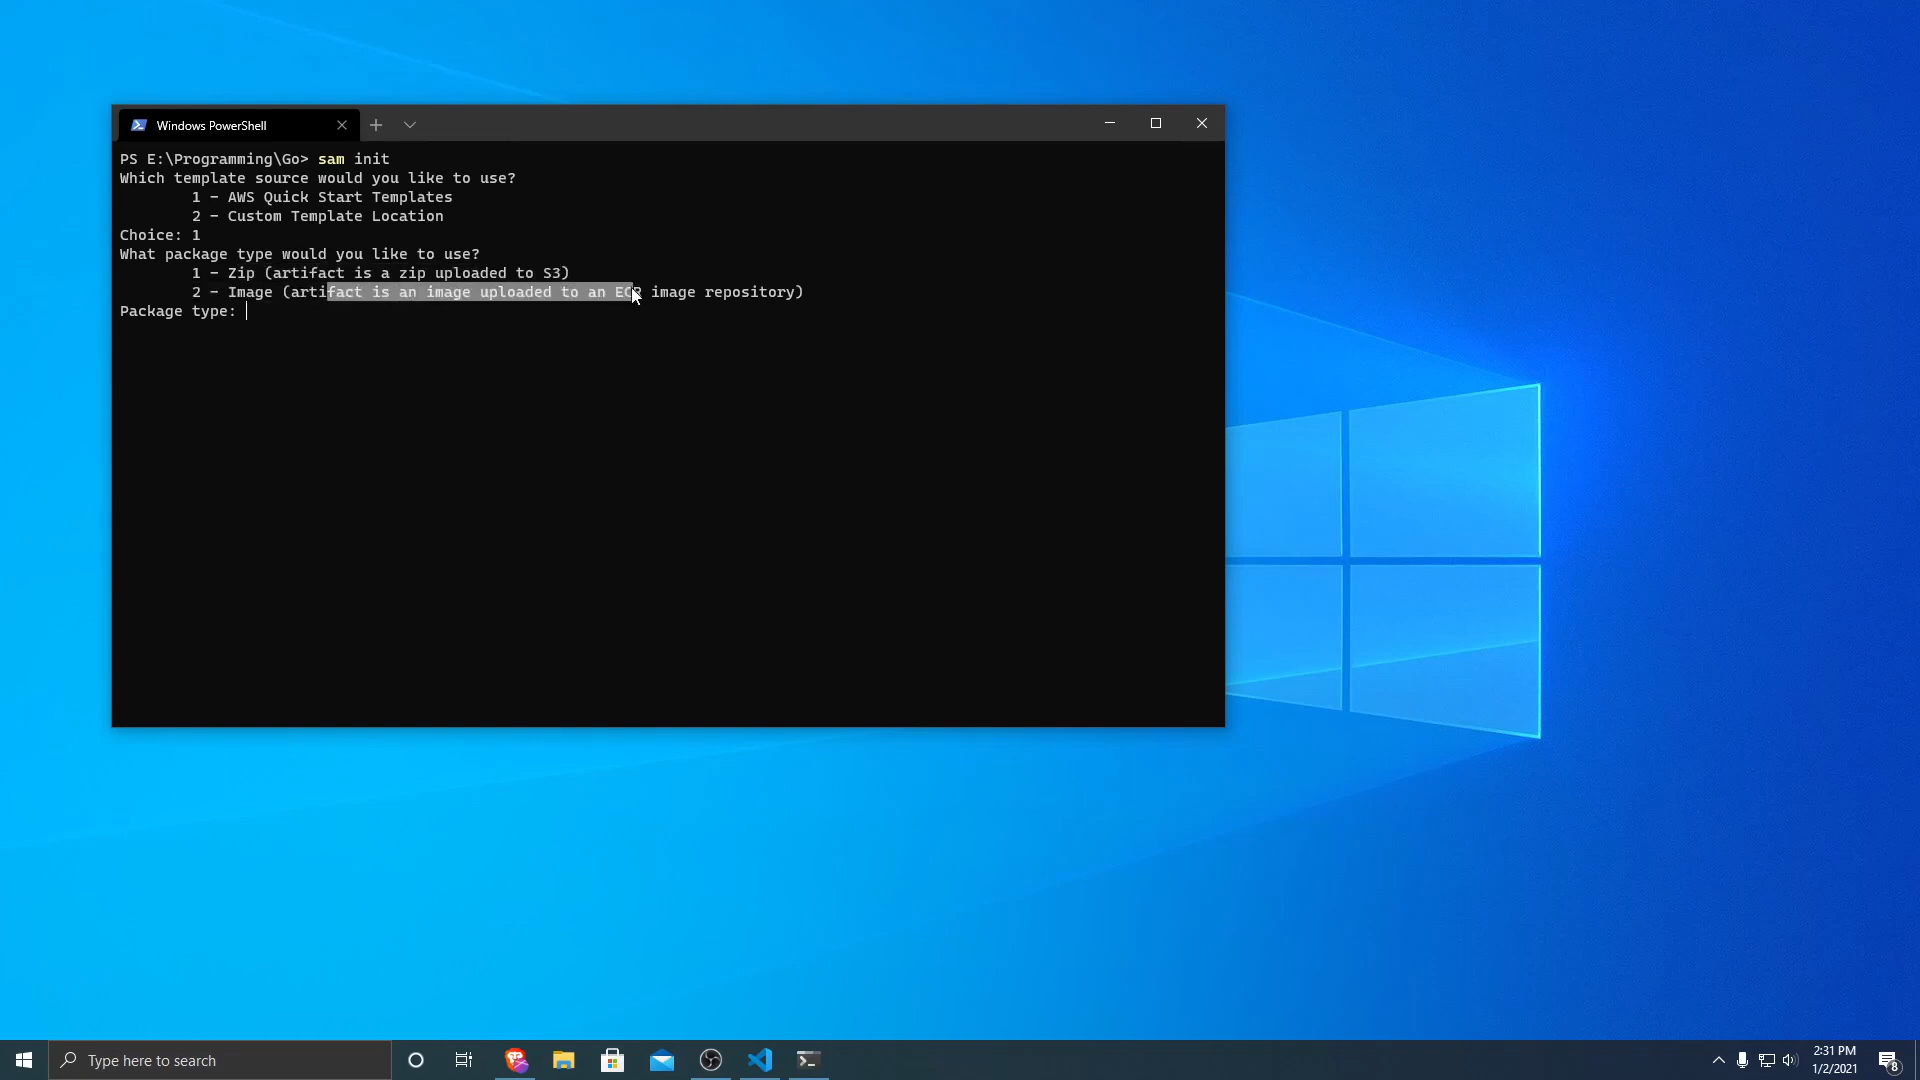 Windows PowerShell
PS E:\Programming\Go> sam init
Which template source would you like to use?
1 - AWS Quick Start Templates
2 - Custom Template Location
Choice: 1
What package type would you like to use?
1 - Zip (artifact is a zip uploaded to S3)
2 - Image (artifact is an image uploaded to an ECR image repository)
Package type:
Type here to search
2:31 PM
1/2/2021
8